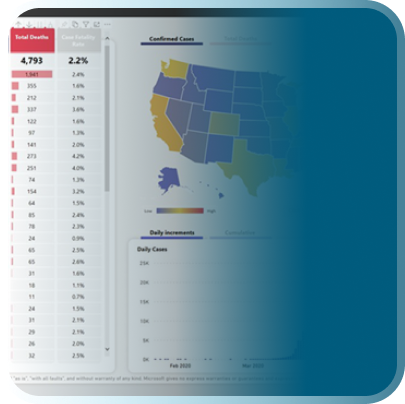 Total Deaths
Case Fatality Rate
4,793 2.2%
1,941 2.4%
355 1.6%
212 2.1%
337 3.6%
122 1.6%
97 1.3%
141 2.0%
273 4.2%
251 4.0%
74 1.3%
154 3.2%
64 1.5%
85 2.4%
78 2.3%
24 0.9%
65 2.5%
65 2.6%
31 1.6%
18 1.1%
11 0.7%
24 1.5%
31 2.1%
29 2.1%
26 2.0%
32 2.5%
Confirmed Cases
Total Deaths
Low High
Daily increments
Cumulative
Daily Cases
25K
20K
15K
10K
5K
0K
Feb 2020 Mar 2020
"as is", "with all faults", and without warranty of any kind. Microsoft gives no express warranties or